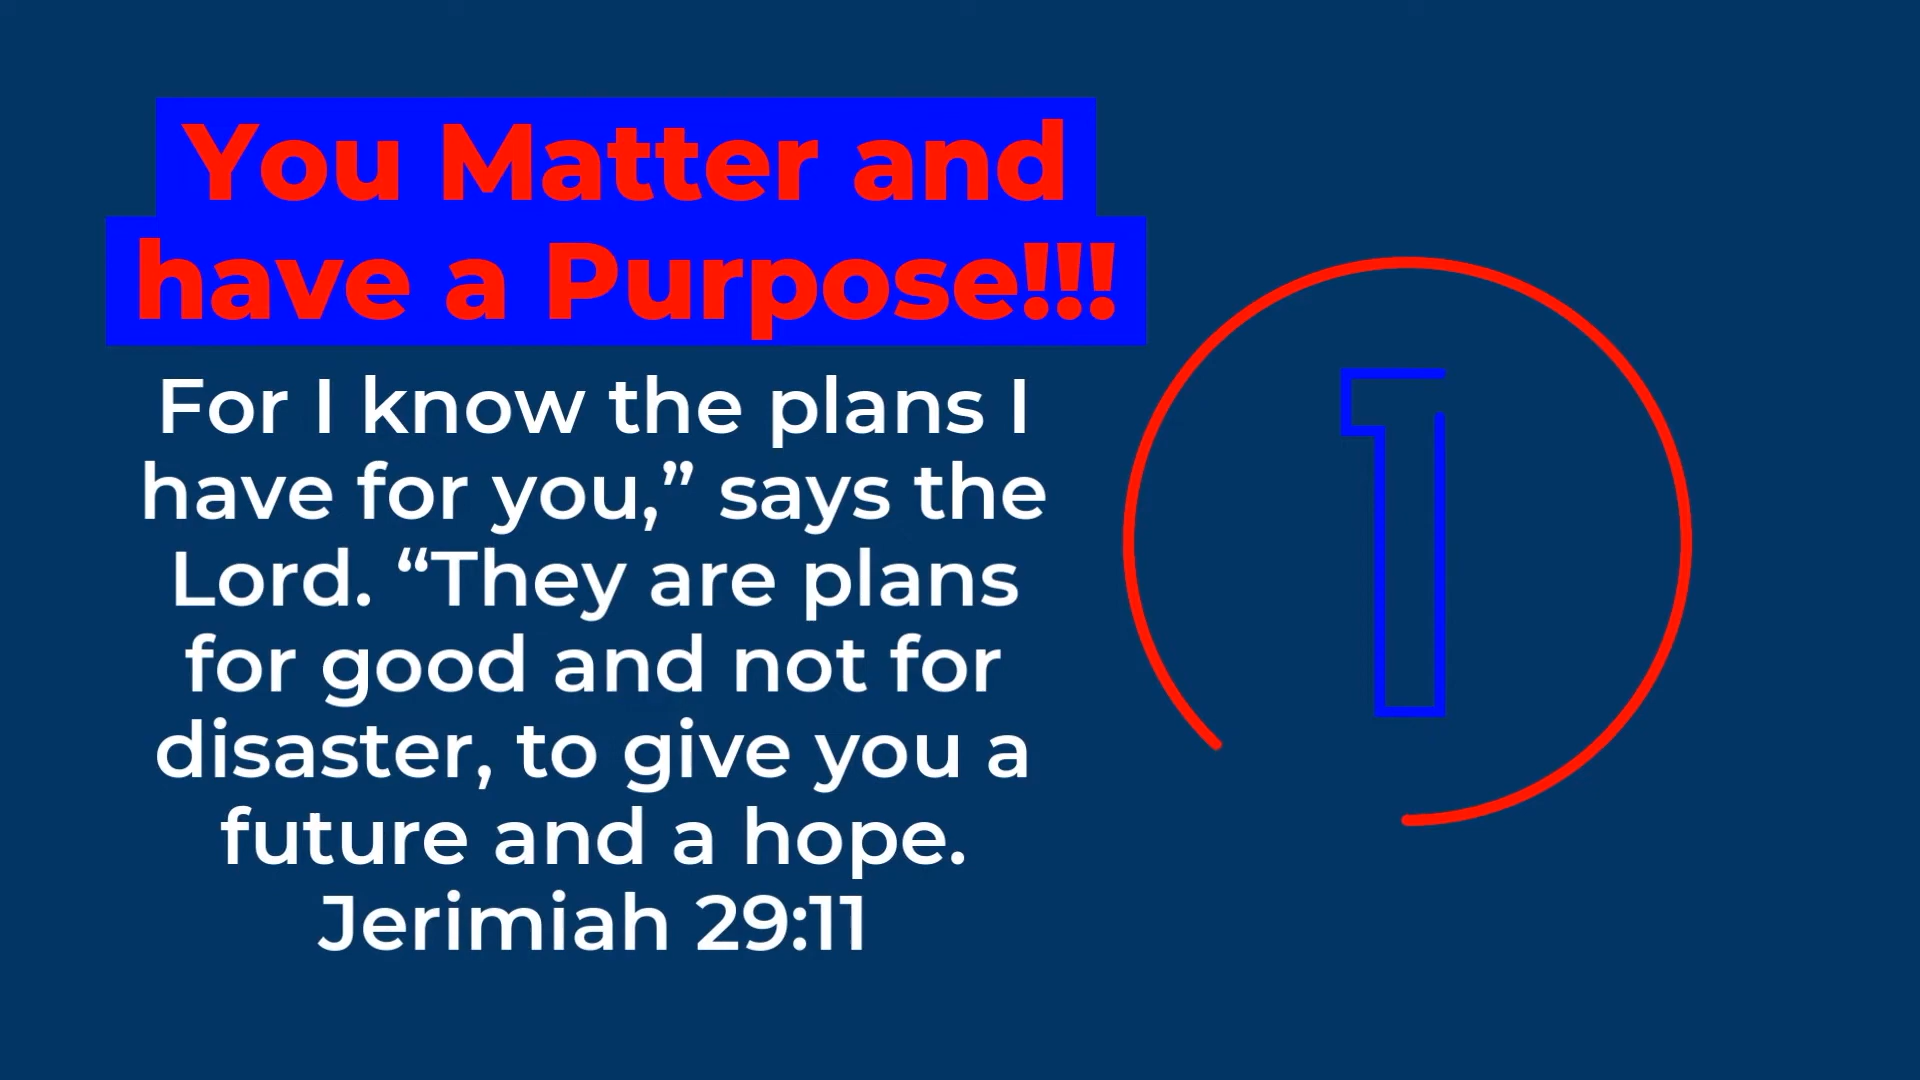 You Matter and
have a Purpose!!!
For I know the plans I
have for you,” says the
Lord. “They are plans
for good and not for
disaster, to give you a
future and a hope.
Jerimiah 29:11
1